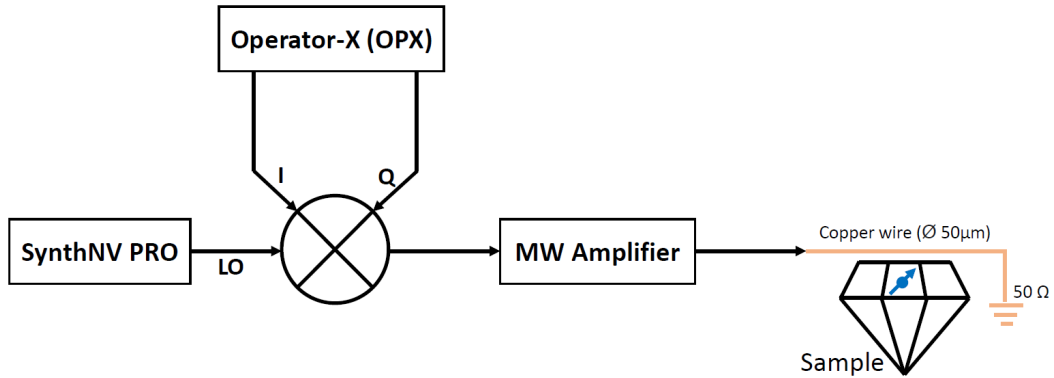 Operator-X (OPX)
I
Q
SynthNV PRO
LO
MW Amplifier
Copper wire (Ø 50μm)
50 Ω
Sample